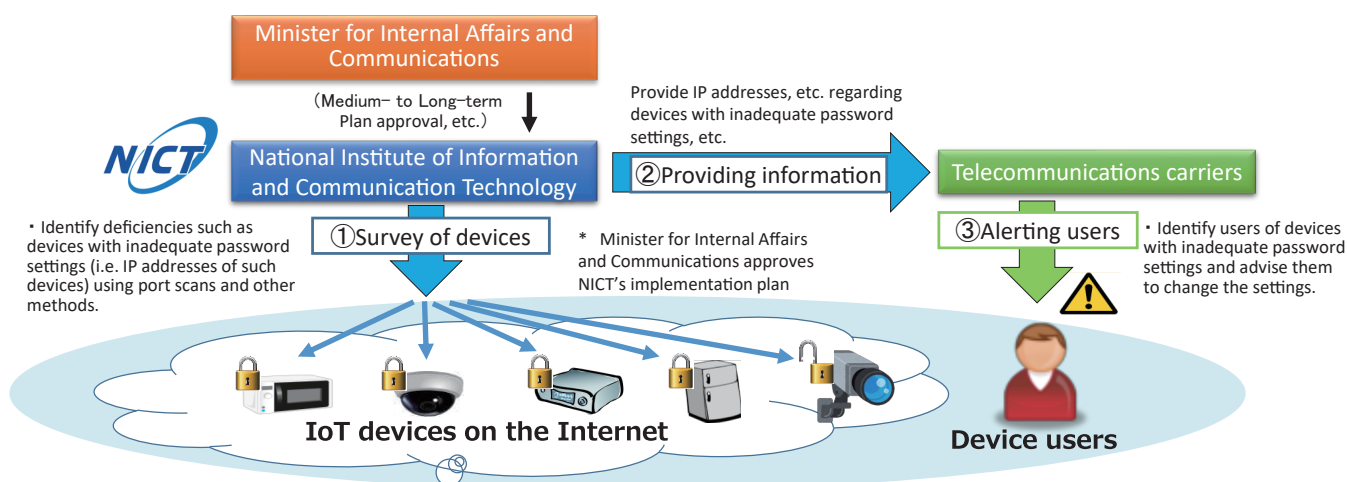 Minister for Internal Affairs and
Communications
（Medium- to Long-term
Plan approval, etc.）
Provide IP addresses, etc. regarding
devices with inadequate password
settings, etc.
NICT
National Institute of Information
and Communication Technology
②Providing information
Telecommunications carriers
・Identify deficiencies such as
devices with inadequate password
settings (i.e. IP addresses of such
devices) using port scans and other
methods.
①Survey of devices
* Minister for Internal Affairs
and Communications approves
NICT's implementation plan
③Alerting users
・Identify users of devices
with inadequate password
settings and advise them
to change the settings.
IoT devices on the Internet
Device users